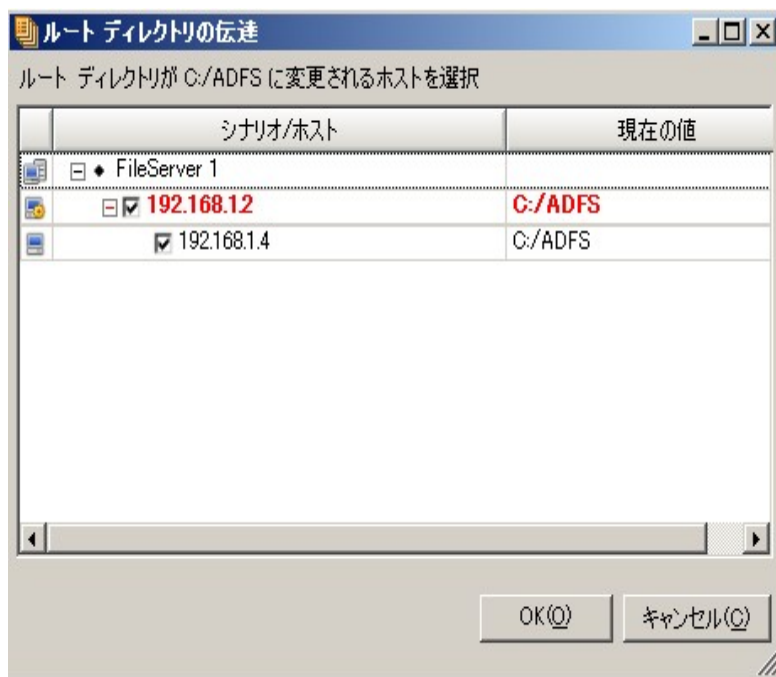 ルート ディレクトリの伝達
ルート ディレクトリが C:/ADFS に変更されるホストを選択
シナリオ/ホスト 現在の値
FileServer 1
192.168.1.2 C:/ADFS
192.168.1.4 C:/ADFS
OK(O) キャンセル(C)